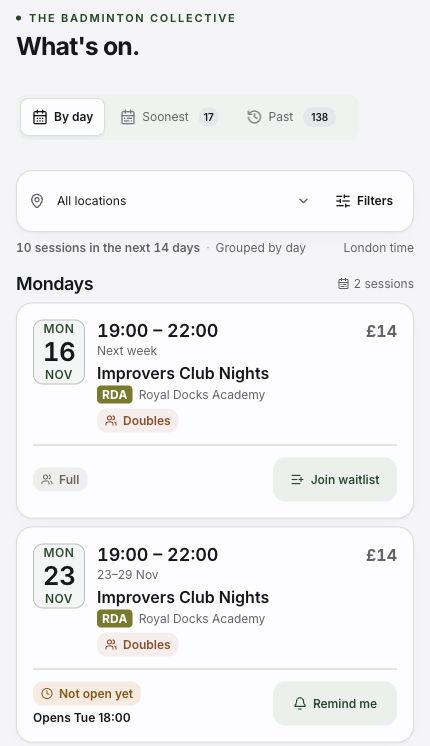 THE BADMINTON COLLECTIVE
What's on.
By day
Soonest 17
Past 138
All locations
Filters
10 sessions in the next 14 days · Grouped by day
London time
Mondays
2 sessions
MON
16
NOV
19:00 – 22:00
£14
Next week
Improvers Club Nights
RDA Royal Docks Academy
Doubles
Full
Join waitlist
MON
23
NOV
19:00 – 22:00
£14
23–29 Nov
Improvers Club Nights
RDA Royal Docks Academy
Doubles
Not open yet
Opens Tue 18:00
Remind me